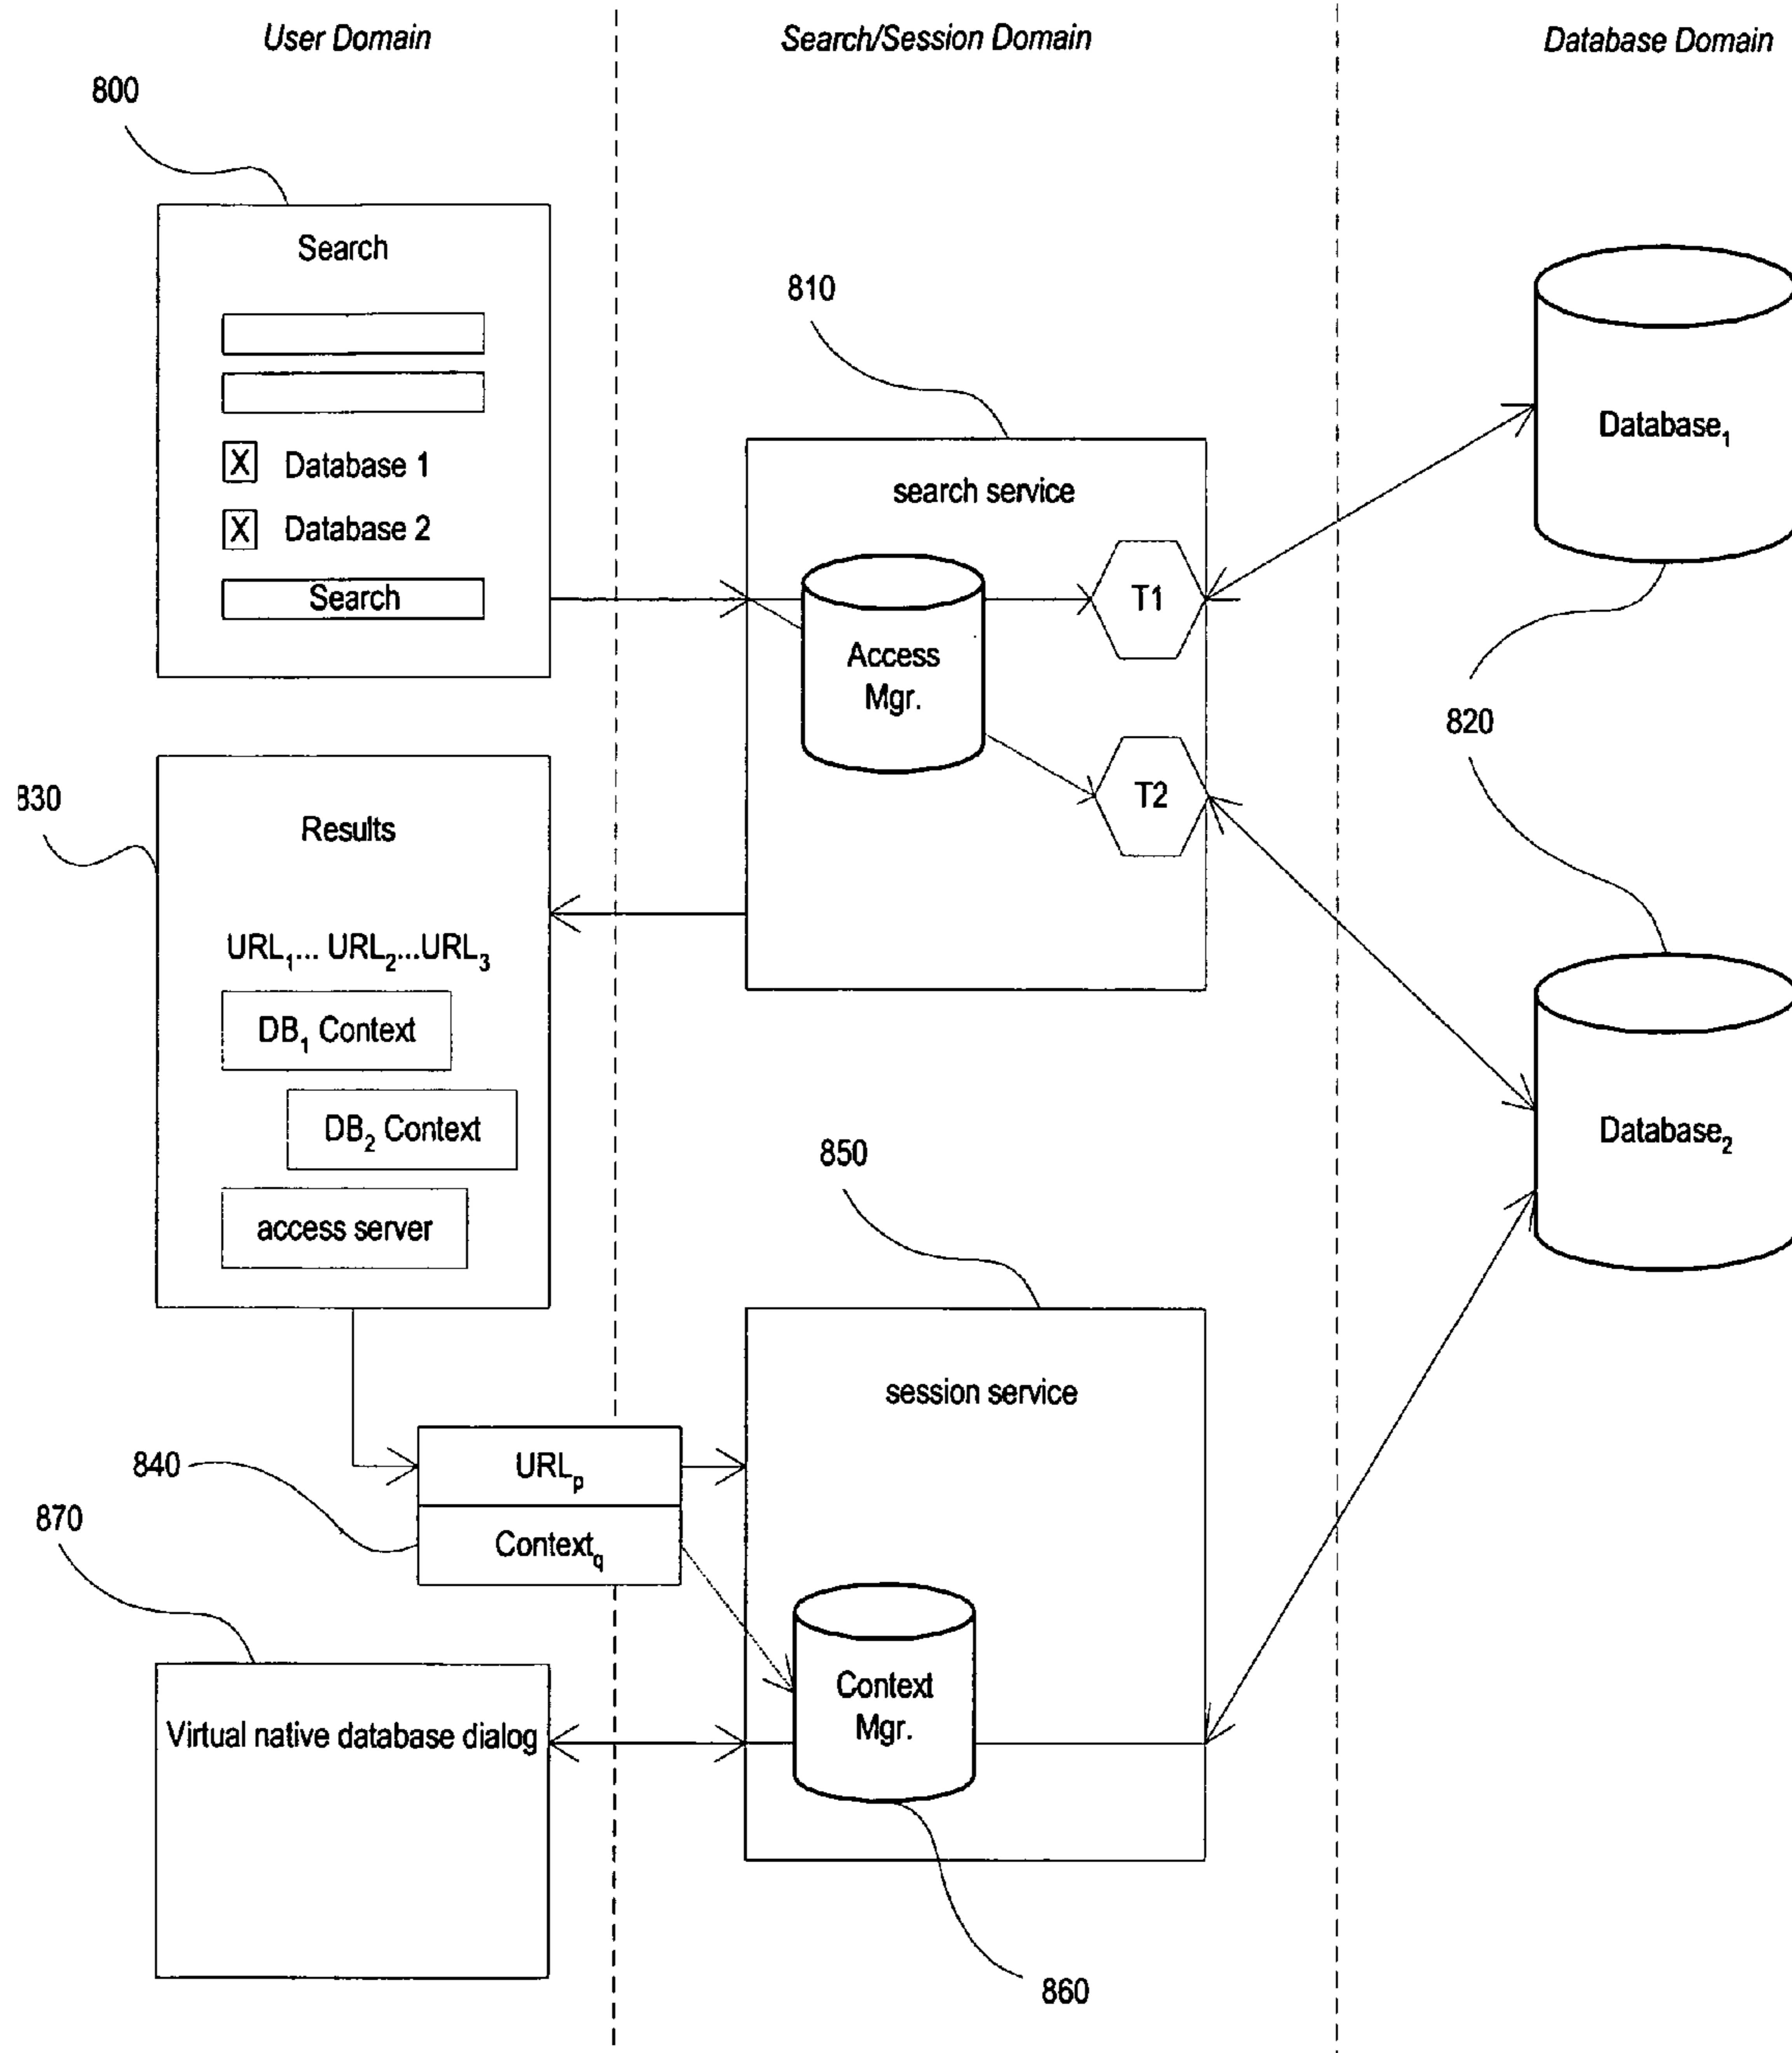 User Domain
Search/Session Domain
Database Domain
800
Search
X Database 1
X Database 2
Search
810
search service
Access
Mgr.
T1
T2
Database₁
820
830
Results
URL₁... URL₂...URL₃
DB₁ Context
DB₂ Context
access server
Database₂
850
session service
840
URLₚ
Context_q
870
Virtual native database dialog
Context
Mgr.
860